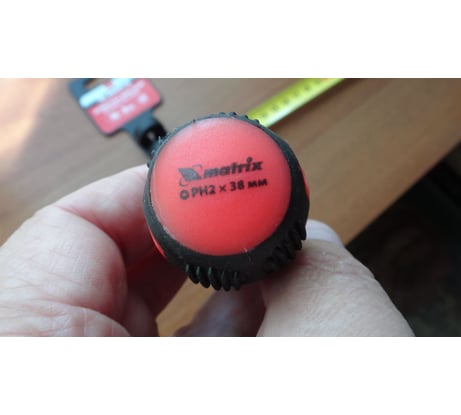 matrix
PH2 × 38 мм